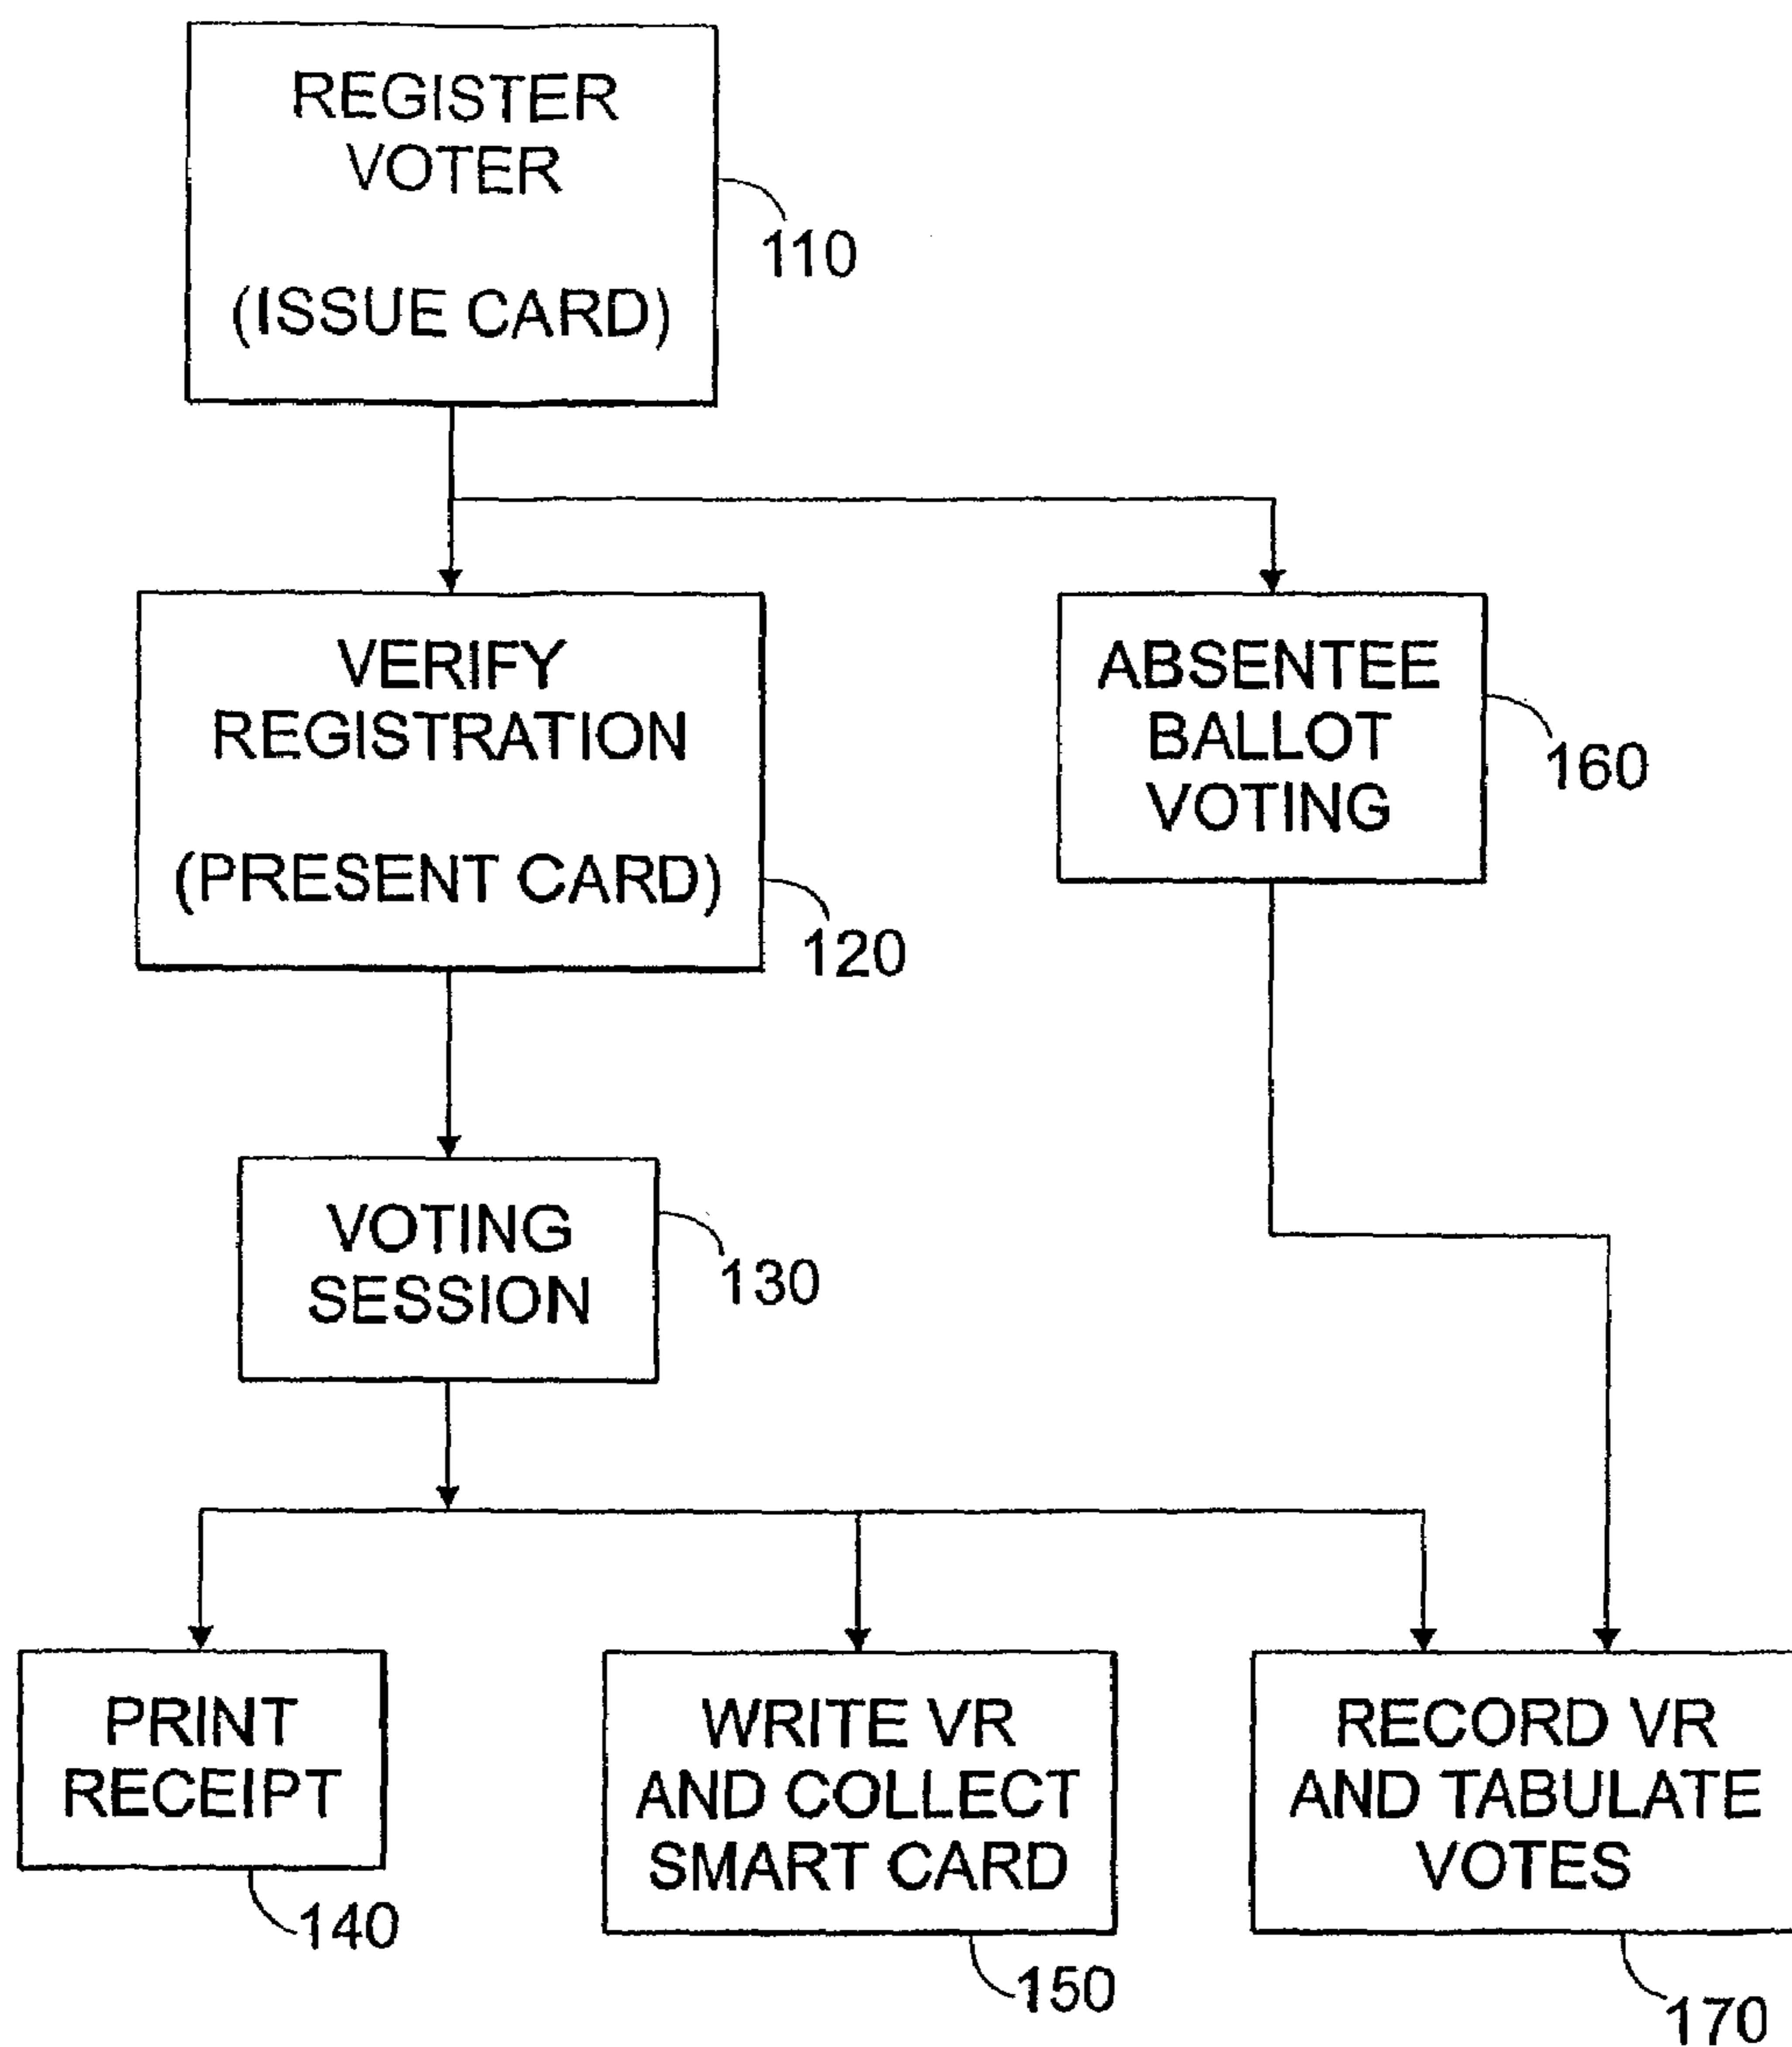 REGISTER
VOTER
(ISSUE CARD)
110
VERIFY
REGISTRATION
(PRESENT CARD)
120
ABSENTEE
BALLOT
VOTING
160
VOTING
SESSION
130
PRINT
RECEIPT
140
WRITE VR
AND COLLECT
SMART CARD
150
RECORD VR
AND TABULATE
VOTES
170